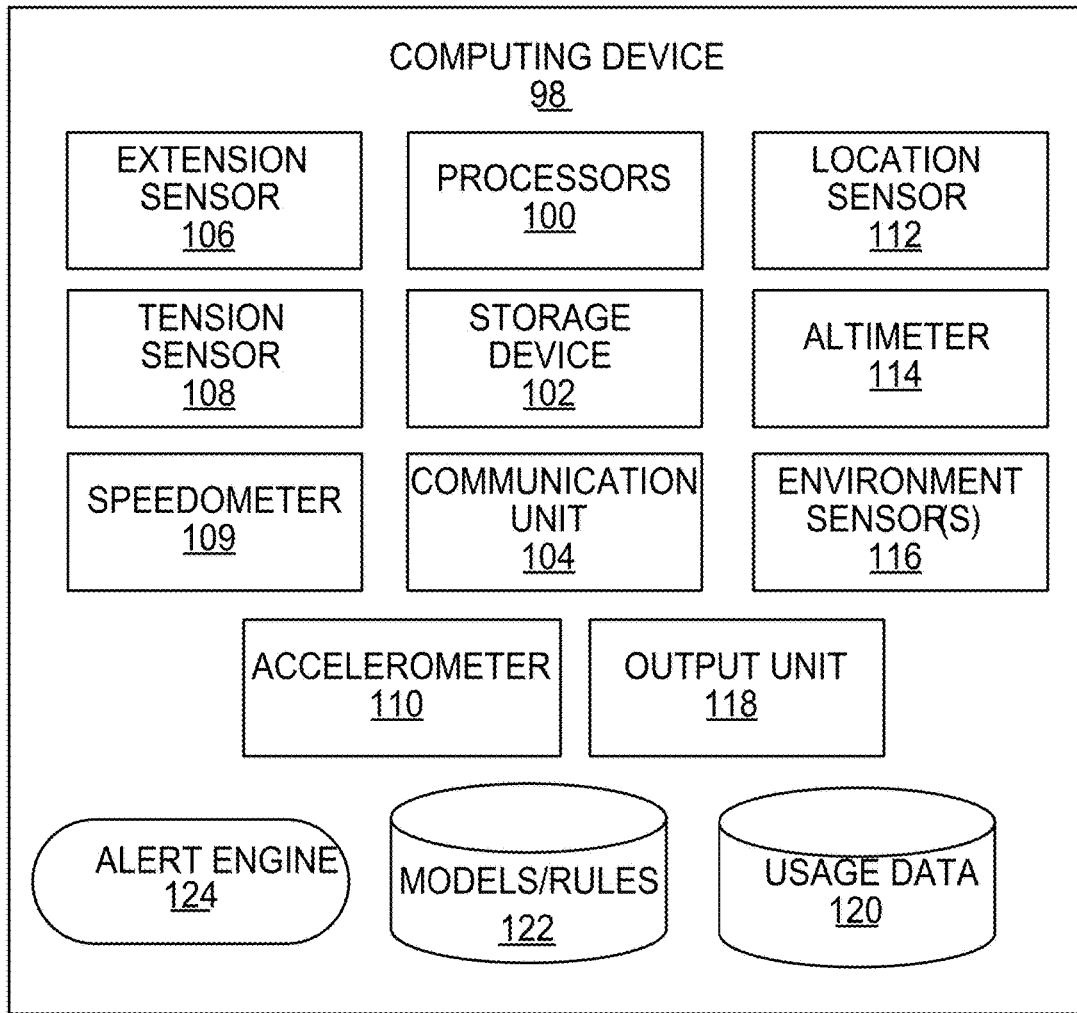 COMPUTING DEVICE
98
EXTENSION
SENSOR
106
PROCESSORS
100
LOCATION
SENSOR
112
TENSION
SENSOR
108
STORAGE
DEVICE
102
ALTIMETER
114
SPEEDOMETER
109
COMMUNICATION
UNIT
104
ENVIRONMENT
SENSOR(S)
116
ACCELEROMETER
110
OUTPUT UNIT
118
ALERT ENGINE
124
MODELS/RULES
122
USAGE DATA
120